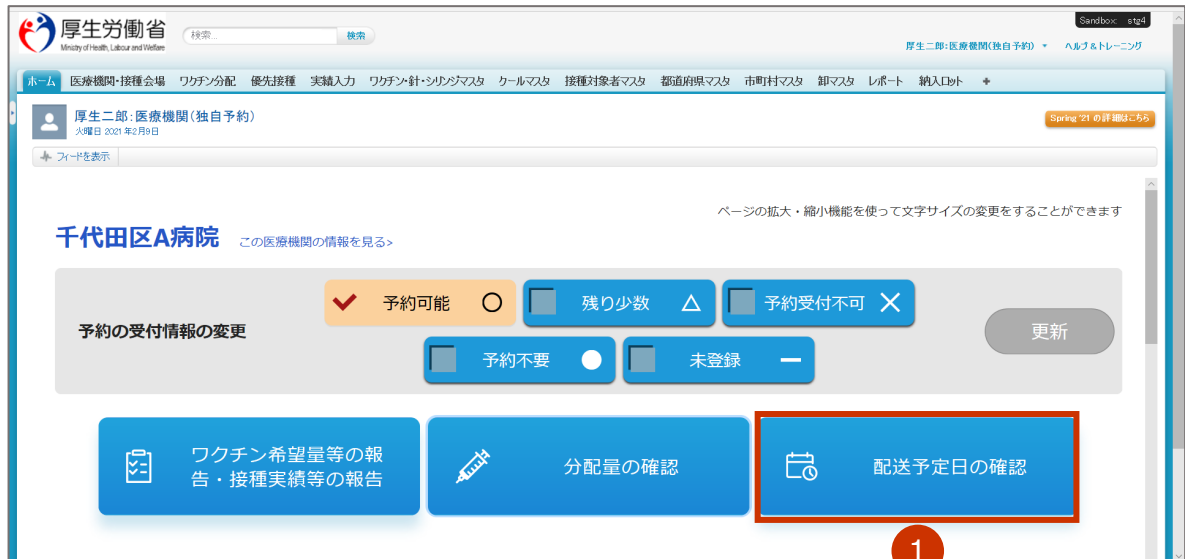 Sandbox: stg4
厚生労働省
Ministry of Health, Labour and Welfare
検索...
検索
厚生二郎:医療機関(独自予約)
ヘルプ&トレーニング
ホーム 医療機関・接種会場 ワクチン分配 優先接種 実績入力 ワクチン・針・シリンジマスタ クールマスタ 接種対象者マスタ 都道府県マスタ 市町村マスタ 卸マスタ レポート 納入ロット +
厚生二郎:医療機関(独自予約)
火曜日 2021年2月9日
Spring '21 の詳細はこちら
フィードを表示
ページの拡大・縮小機能を使って文字サイズの変更をすることができます
千代田区A病院 この医療機関の情報を見る>
予約の受付情報の変更
予約可能
残り少数
予約受付不可
予約不要
未登録
更新
ワクチン希望量等の報
告・接種実績等の報告
分配量の確認
配送予定日の確認
1